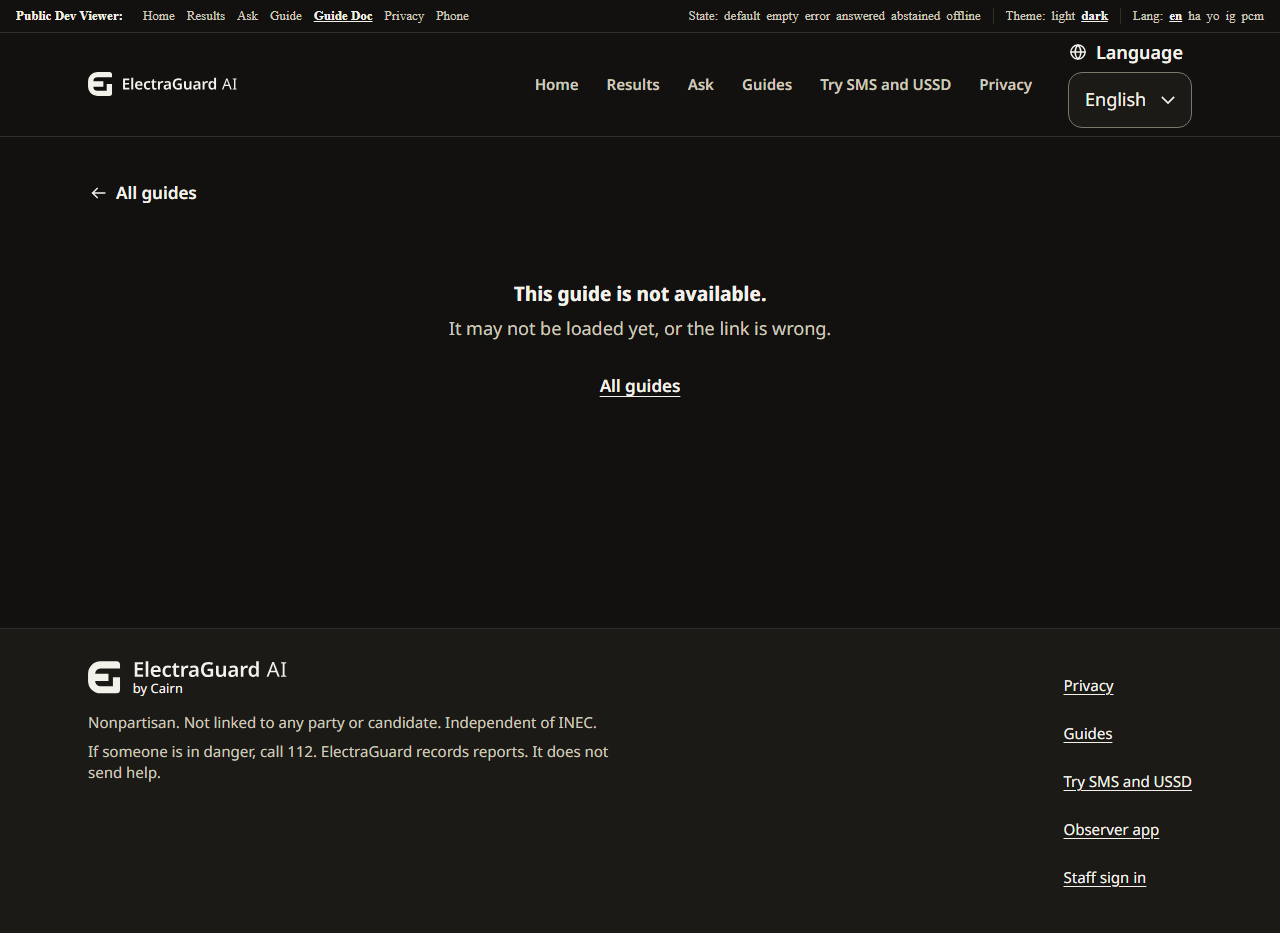 Public Dev Viewer: Home Results Ask Guide Guide Doc Privacy Phone State: default empty error answered abstained offline Theme: light dark Lang: en ha yo ig pcm
ElectraGuard AI
Home Results Ask Guides Try SMS and USSD Privacy
Language
English
All guides
This guide is not available.
It may not be loaded yet, or the link is wrong.
All guides
ElectraGuard AI
by Cairn
Nonpartisan. Not linked to any party or candidate. Independent of INEC.
If someone is in danger, call 112. ElectraGuard records reports. It does not
send help.
Privacy
Guides
Try SMS and USSD
Observer app
Staff sign in